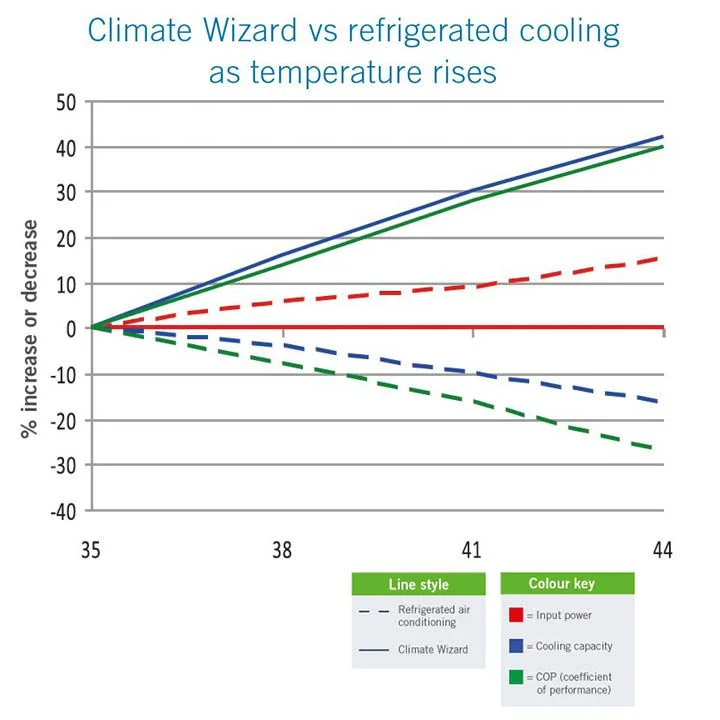 Climate Wizard vs refrigerated cooling
as temperature rises
% increase or decrease
50
40
30
20
10
0
-10
-20
-30
-40
35 38 41 44
Line style
Refrigerated air
conditioning
Climate Wizard
Colour key
= Input power
= Cooling capacity
= COP (coefficient
of performance)